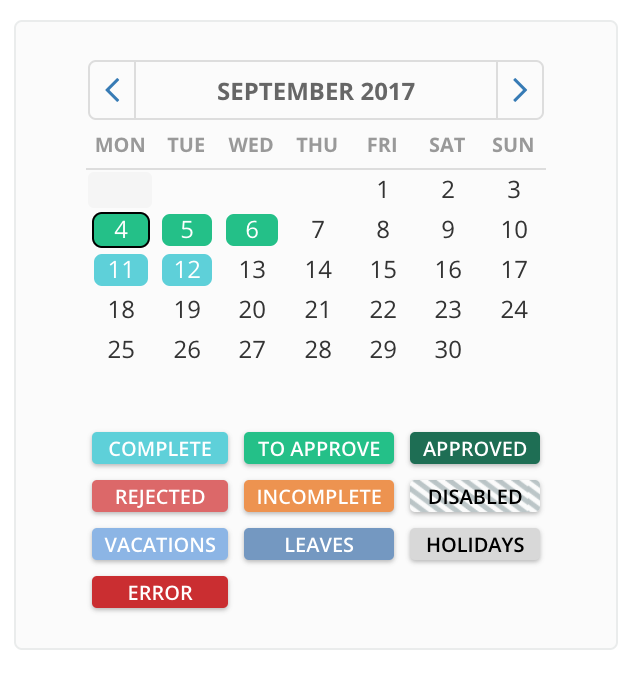 SEPTEMBER 2017
MON TUE WED THU FRI SAT SUN
1 2 3
4 5 6 7 8 9 10
11 12 13 14 15 16 17
18 19 20 21 22 23 24
25 26 27 28 29 30
COMPLETE TO APPROVE APPROVED
REJECTED INCOMPLETE DISABLED
VACATIONS LEAVES HOLIDAYS
ERROR